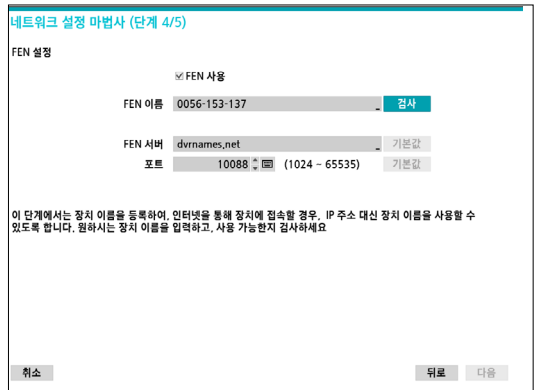 네트워크 설정 마법사 (단계 4/5)
FEN 설정
FEN 사용
FEN 이름 0056-153-137 검사
FEN 서버 dvrnames.net 기본값
포트 10088 (1024 ~ 65535) 기본값
이 단계에서는 장치 이름을 등록하여, 인터넷을 통해 장치에 접속할 경우, IP 주소 대신 장치 이름을 사용할 수
있도록 합니다. 원하시는 장치 이름을 입력하고, 사용 가능한지 검사하세요
취소 뒤로 다음